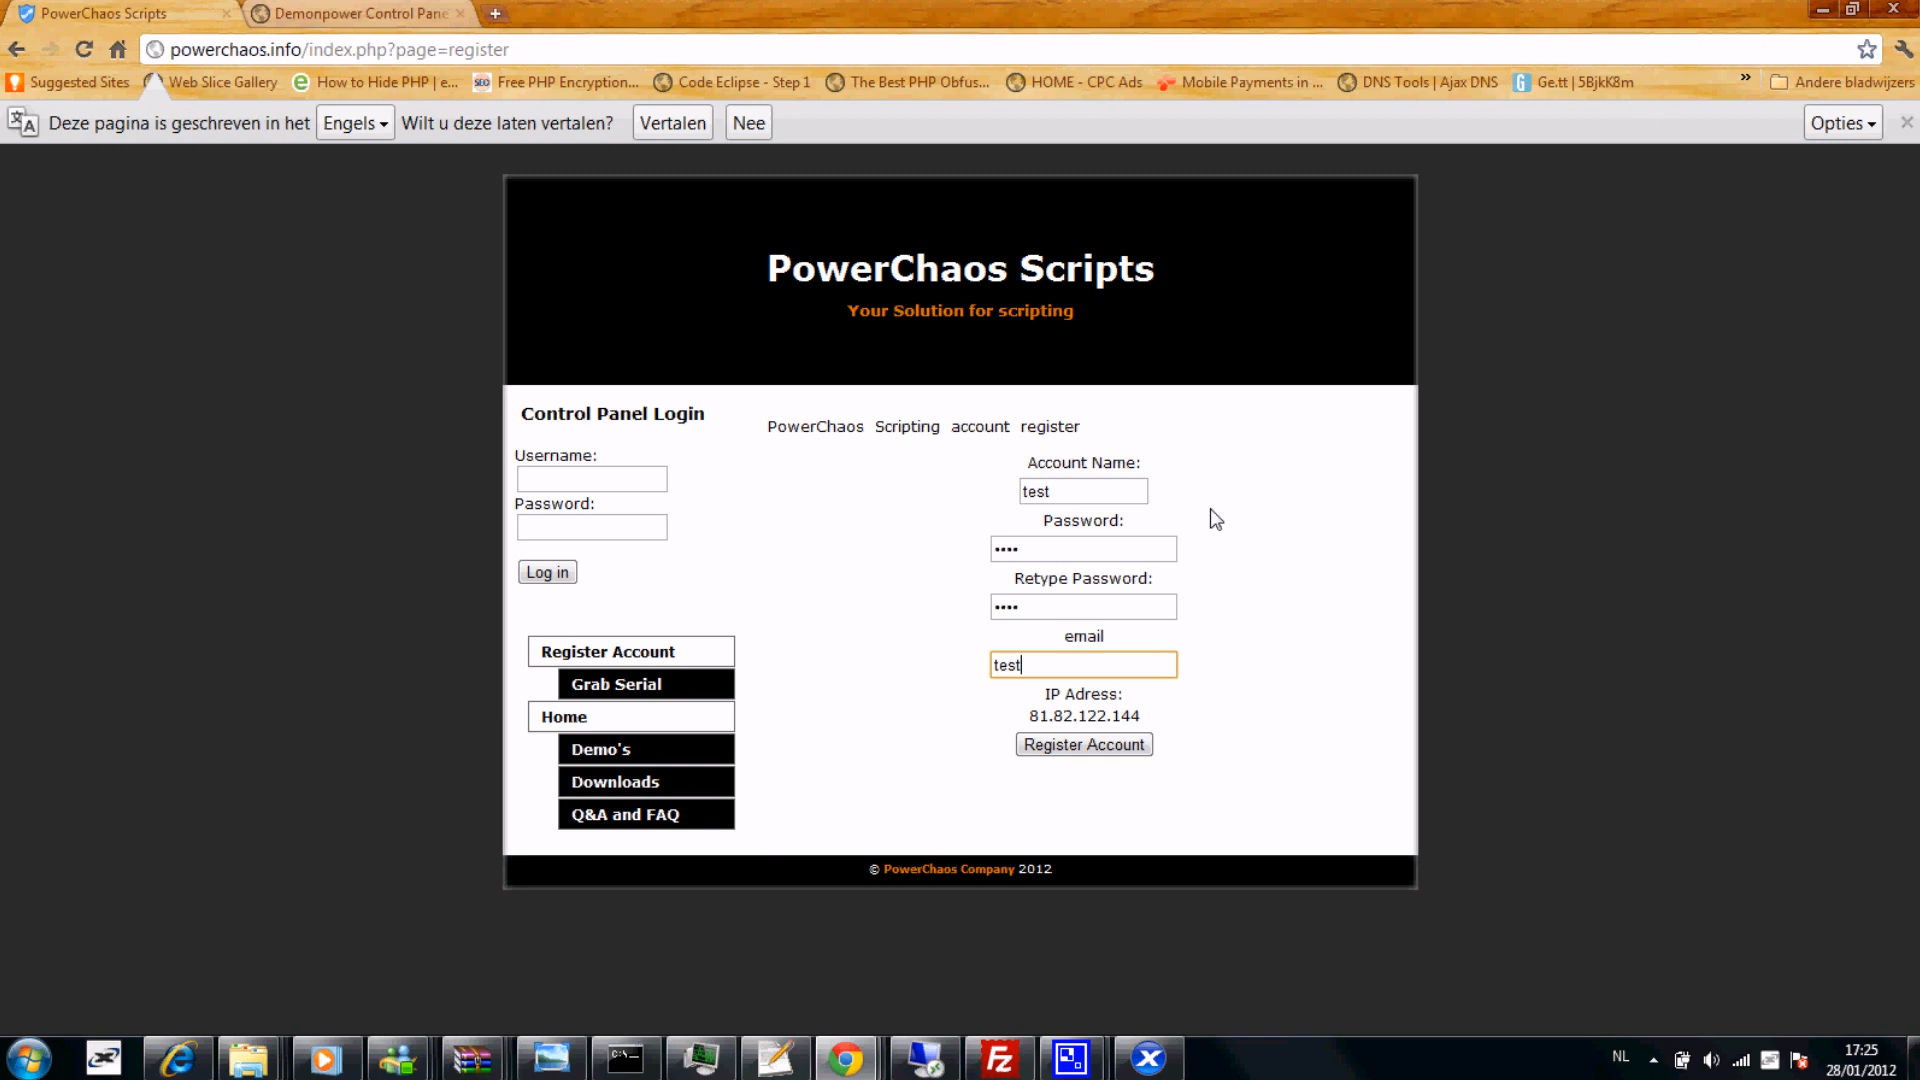 PowerChaos Scripts
Demonpower Control Pane
powerchaos.info/index.php?page=register
Suggested Sites
Web Slice Gallery
How to Hide PHP | e...
Free PHP Encryption...
Code Eclipse - Step 1
The Best PHP Obfus...
HOME - CPC Ads
Mobile Payments in ...
DNS Tools | Ajax DNS
Ge.tt | 5BjkK8m
»
Andere bladwijzers
Deze pagina is geschreven in het Engels Wilt u deze laten vertalen? Vertalen Nee Opties
PowerChaos Scripts
Your Solution for scripting
Control Panel Login
Username:
Password:
Log in
Register Account
Grab Serial
Home
Demo's
Downloads
Q&A and FAQ
PowerChaos Scripting account register
Account Name:
test
Password:
••••
Retype Password:
••••
email
test
IP Adress:
81.82.122.144
Register Account
© PowerChaos Company 2012
NL
17:25
28/01/2012